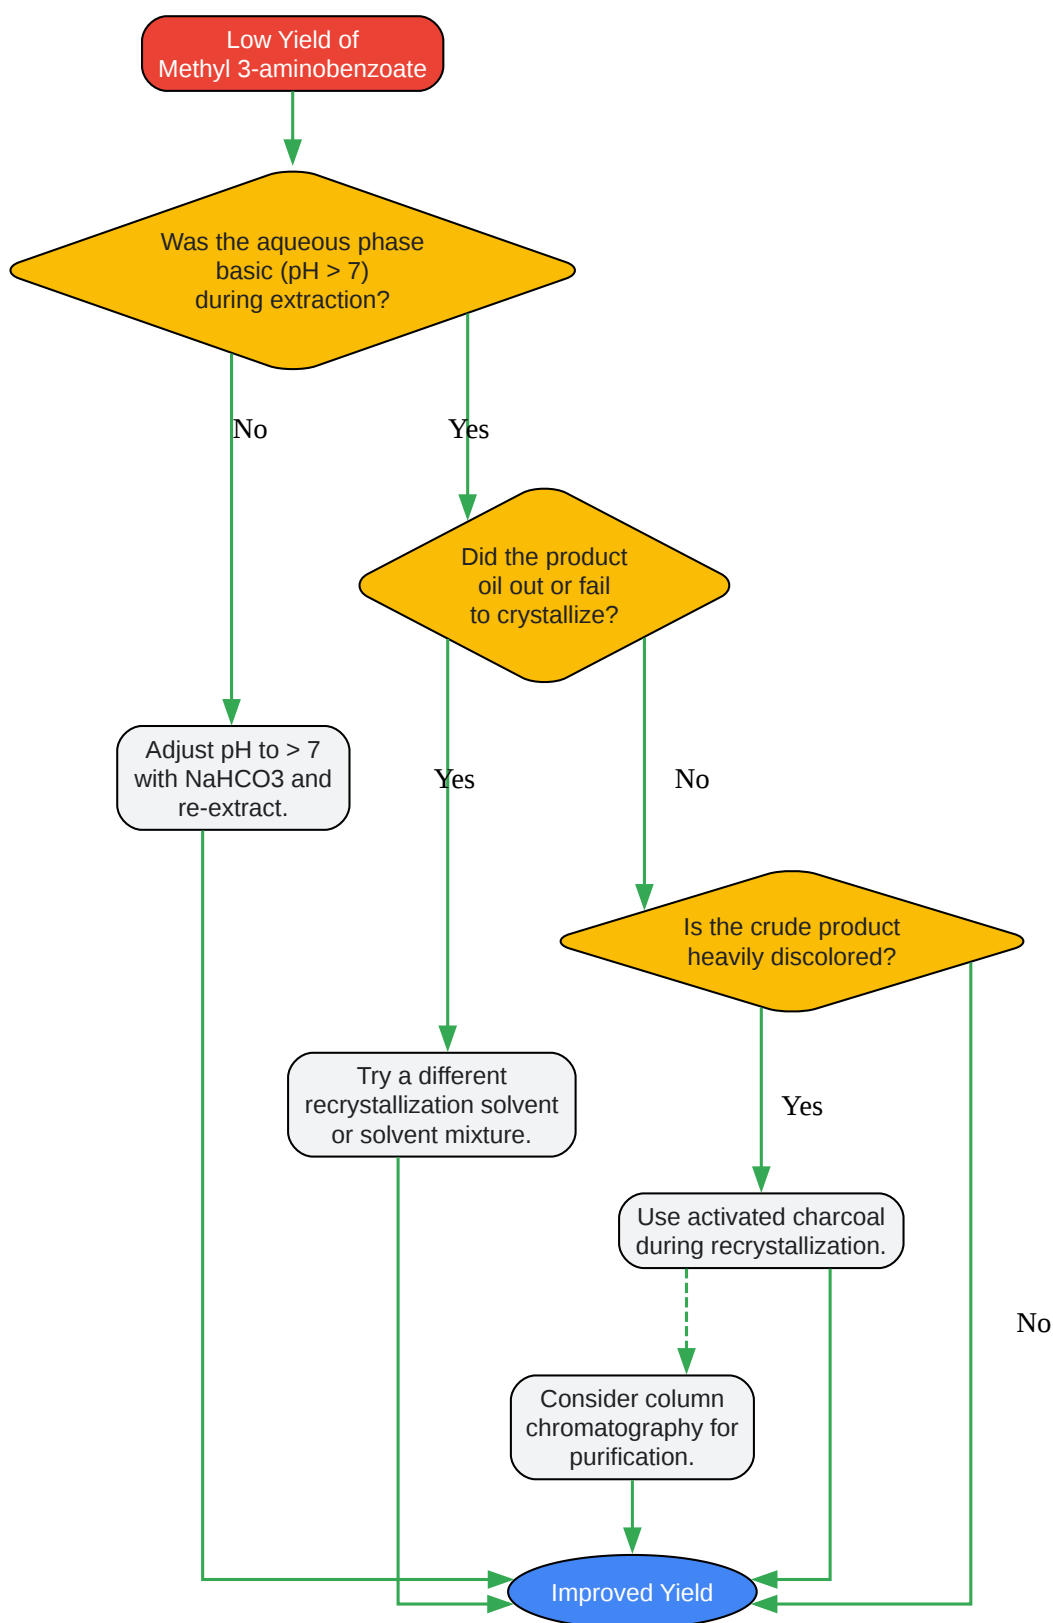 Low Yield of
Methyl 3-aminobenzoate
Was the aqueous phase
basic (pH > 7)
during extraction?
No
Yes
Did the product
oil out or fail
to crystallize?
Adjust pH to > 7
with NaHCO3 and
re-extract.
Yes
No
Is the crude product
heavily discolored?
Try a different
recrystallization solvent
or solvent mixture.
Yes
Use activated charcoal
during recrystallization.
No
Consider column
chromatography for
purification.
Improved Yield